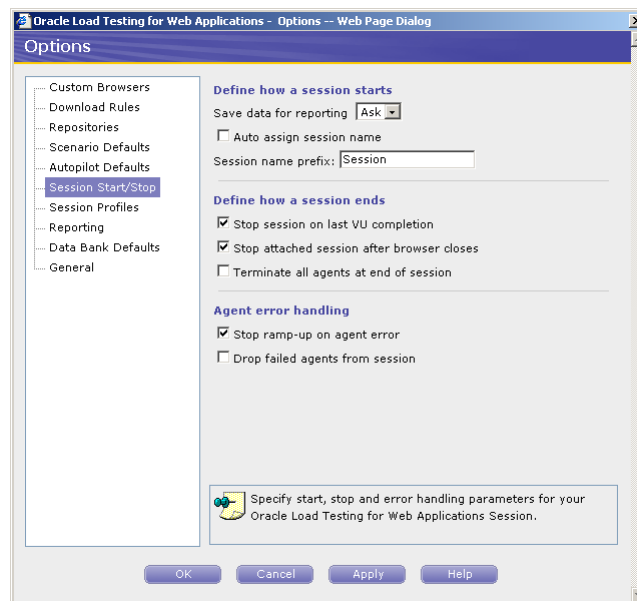 Oracle Load Testing for Web Applications - Options -- Web Page Dialog
Options
Custom Browsers
Download Rules
Repositories
Scenario Defaults
Autopilot Defaults
Session Start/Stop
Session Profiles
Reporting
Data Bank Defaults
General
Define how a session starts
Save data for reporting Ask
Auto assign session name
Session name prefix: Session
Define how a session ends
Stop session on last VU completion
Stop attached session after browser closes
Terminate all agents at end of session
Agent error handling
Stop ramp-up on agent error
Drop failed agents from session
Specify start, stop and error handling parameters for your
Oracle Load Testing for Web Applications Session.
OK Cancel Apply Help